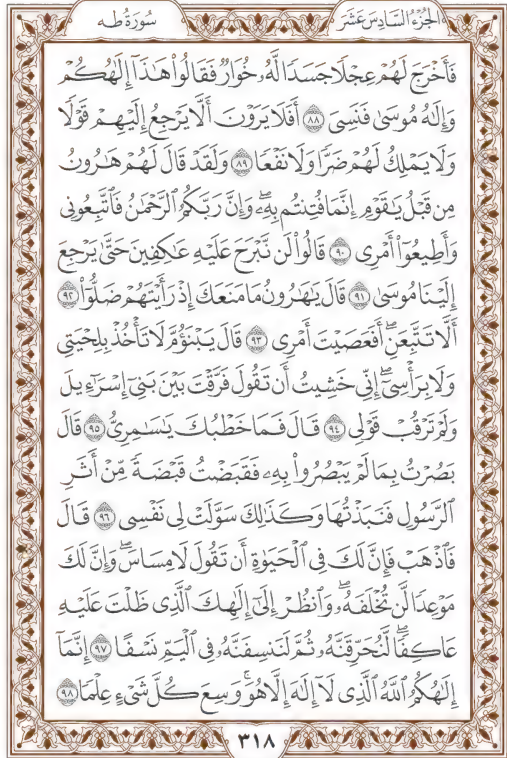 الجزء السادس عشر سورة طه
فَأَخْرَجَ لَهُمْ عِجْلًا جَسَدًا لَّهُۥ خُوَارٌ فَقَالُوا۟ هَٰذَآ إِلَٰهُكُمْ
وَإِلَٰهُ مُوسَىٰ فَنَسِىَ ٨٨ أَفَلَا يَرَوْنَ أَلَّا يَرْجِعُ إِلَيْهِمْ قَوْلًا
وَلَا يَمْلِكُ لَهُمْ ضَرًّا وَلَا نَفْعًا ٨٩ وَلَقَدْ قَالَ لَهُمْ هَٰرُونُ
مِن قَبْلُ يَٰقَوْمِ إِنَّمَا فُتِنتُم بِهِۦ وَإِنَّ رَبَّكُمُ ٱلرَّحْمَٰنُ فَٱتَّبِعُونِى
وَأَطِيعُوٓا۟ أَمْرِى ٩٠ قَالُوا۟ لَن نَّبْرَحَ عَلَيْهِ عَٰكِفِينَ حَتَّىٰ يَرْجِعَ
إِلَيْنَا مُوسَىٰ ٩١ قَالَ يَٰهَٰرُونُ مَا مَنَعَكَ إِذْ رَأَيْتَهُمْ ضَلُّوٓا۟ ٩٢
أَلَّا تَتَّبِعَنِ ۖ أَفَعَصَيْتَ أَمْرِى ٩٣ قَالَ يَبْنَؤُمَّ لَا تَأْخُذْ بِلِحْيَتِى
وَلَا بِرَأْسِىٓ ۖ إِنِّى خَشِيتُ أَن تَقُولَ فَرَّقْتَ بَيْنَ بَنِىٓ إِسْرَٰٓءِيلَ
وَلَمْ تَرْقُبْ قَوْلِى ٩٤ قَالَ فَمَا خَطْبُكَ يَٰسَٰمِرِىُّ ٩٥ قَالَ
بَصُرْتُ بِمَا لَمْ يَبْصُرُوا۟ بِهِۦ فَقَبَضْتُ قَبْضَةً مِّنْ أَثَرِ
ٱلرَّسُولِ فَنَبَذْتُهَا وَكَذَٰلِكَ سَوَّلَتْ لِى نَفْسِى ٩٦ قَالَ
فَٱذْهَبْ فَإِنَّ لَكَ فِى ٱلْحَيَوٰةِ أَن تَقُولَ لَا مِسَاسَ ۖ وَإِنَّ لَكَ
مَوْعِدًا لَّن تُخْلَفَهُۥ ۖ وَٱنظُرْ إِلَىٰٓ إِلَٰهِكَ ٱلَّذِى ظَلْتَ عَلَيْهِ
عَاكِفًا ۖ لَّنُحَرِّقَنَّهُۥ ثُمَّ لَنَنسِفَنَّهُۥ فِى ٱلْيَمِّ نَسْفًا ٩٧ إِنَّمَآ
إِلَٰهُكُمُ ٱللَّهُ ٱلَّذِى لَآ إِلَٰهَ إِلَّا هُوَ ۚ وَسِعَ كُلَّ شَىْءٍ عِلْمًا ٩٨
٣١٨